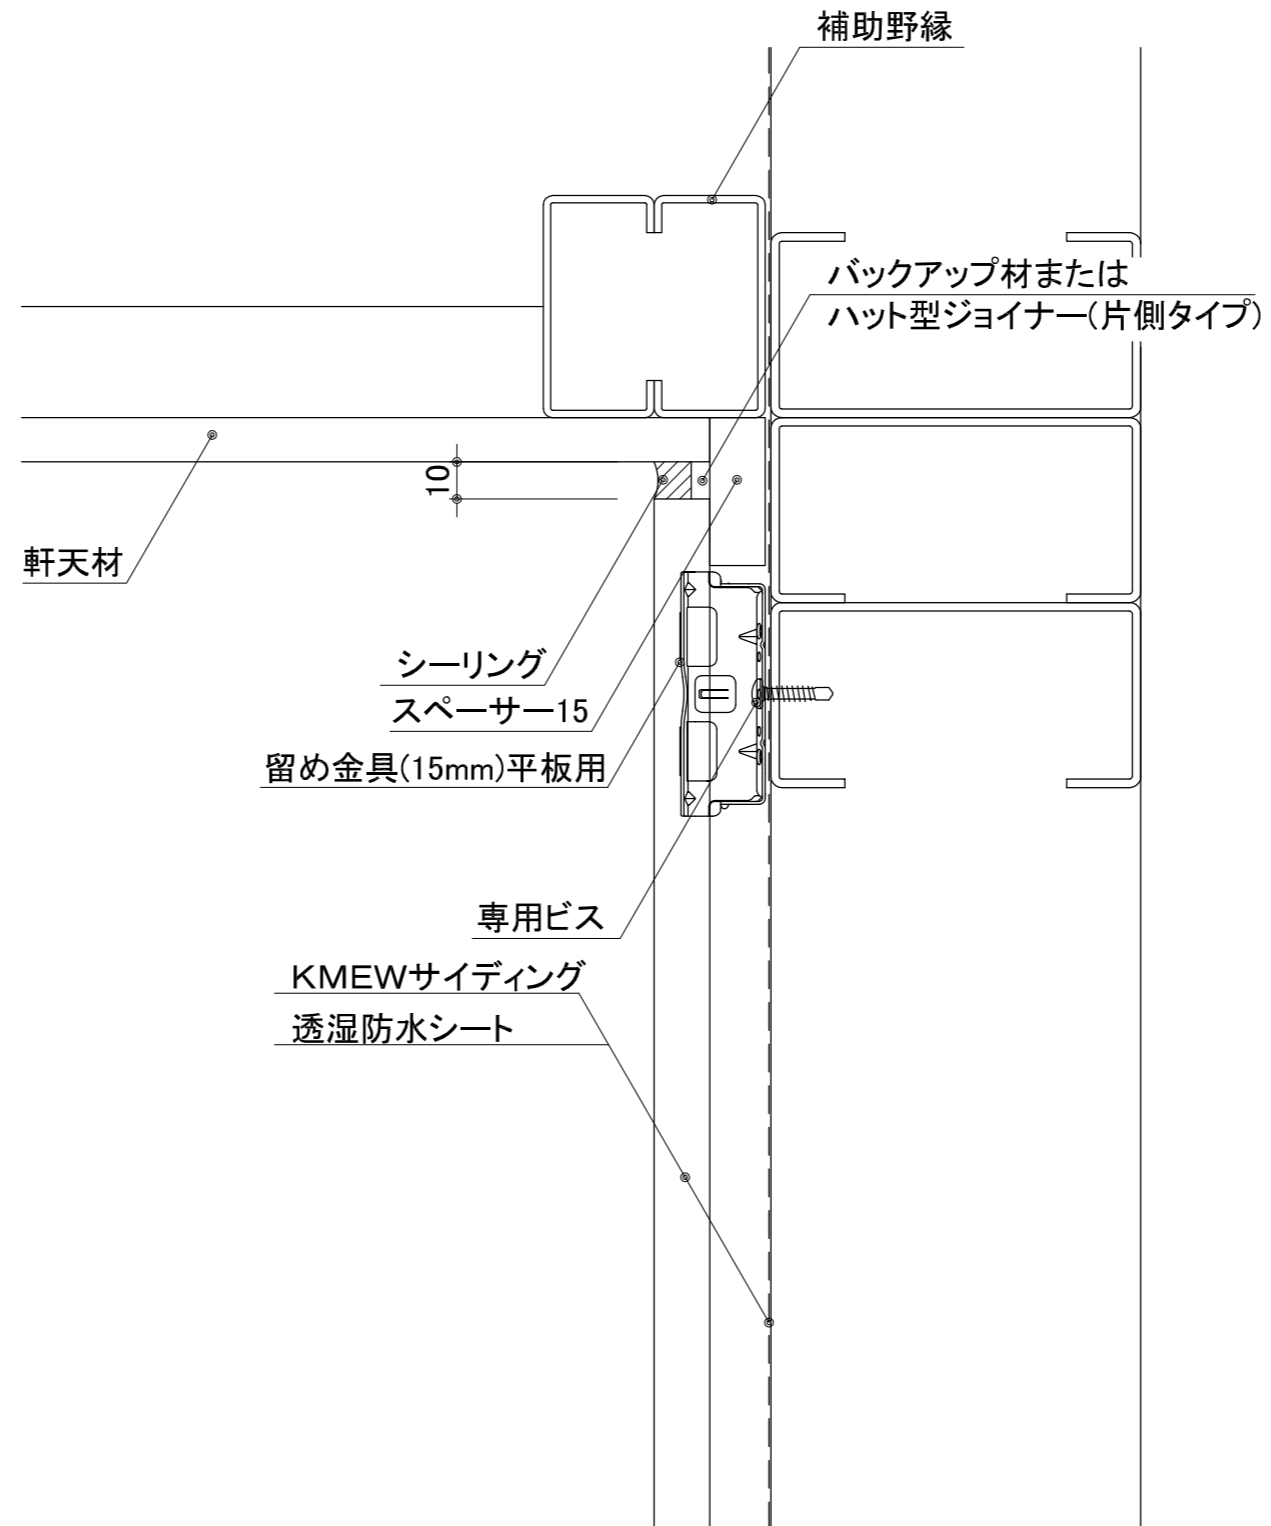 補助野縁
バックアップ材または
ハット型ジョイナー(片側タイプ)
10
軒天材
シーリング
スペーサー15
留め金具(15mm)平板用
専用ビス
KMEWサイディング
透湿防水シート